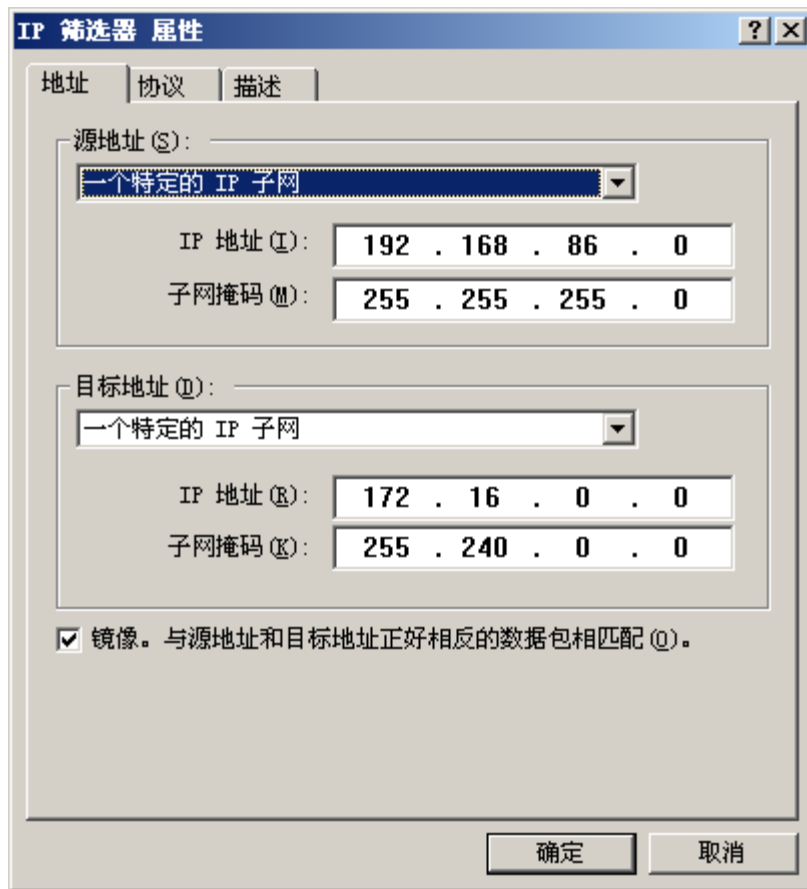 IP 筛选器 属性
地址 协议 描述
源地址(S):
一个特定的 IP 子网
IP 地址(I): 192 . 168 . 86 . 0
子网掩码(M): 255 . 255 . 255 . 0
目标地址(D):
一个特定的 IP 子网
IP 地址(R): 172 . 16 . 0 . 0
子网掩码(K): 255 . 240 . 0 . 0
镜像。与源地址和目标地址正好相反的数据包相匹配(O)。
确定 取消